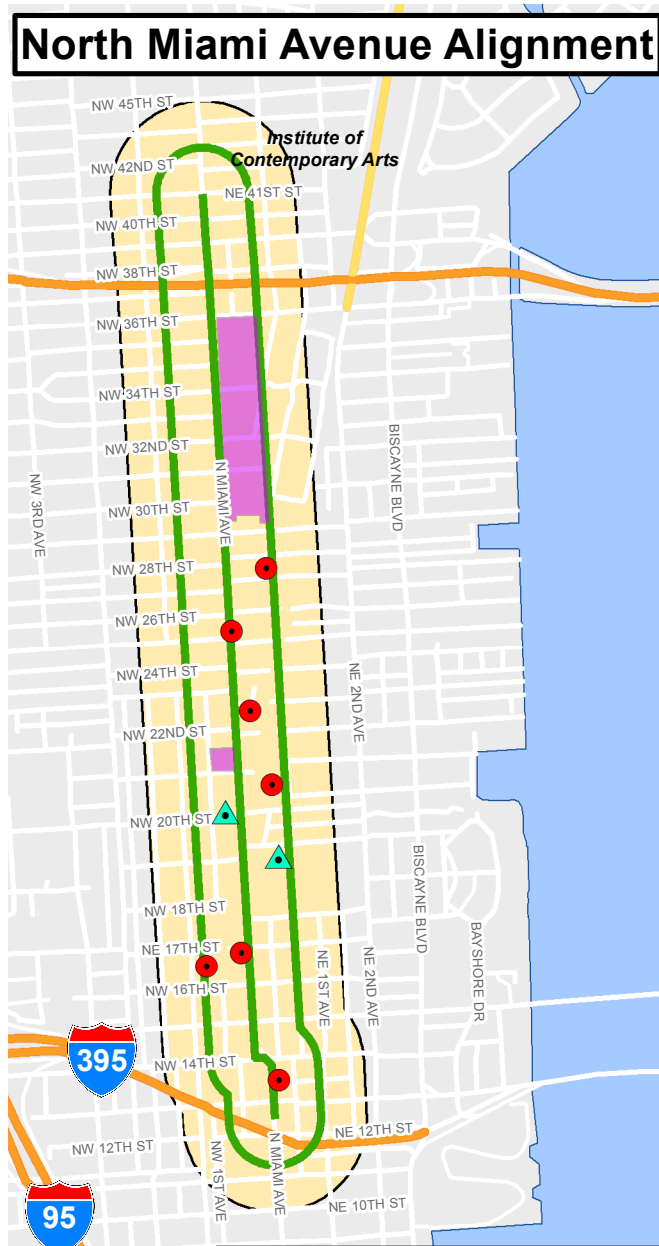 North Miami Avenue Alignment
NW 45TH ST
Institute of
Contemporary Arts
NW 42ND ST
NE 41ST ST
NW 40TH ST
NW 38TH ST
NW 36TH ST
NW 34TH ST
NW 32ND ST
BISCAYNE BLVD
N MIAMI AVE
NW 3RD AVE
NW 30TH ST
NW 28TH ST
NW 26TH ST
NW 24TH ST
NE 2ND AVE
NW 22ND ST
NW 20TH ST
BISCAYNE BLVD
NW 18TH ST
BAYSHORE DR
NE 17TH ST
NE 1ST AVE
NE 2ND AVE
NW 16TH ST
395
NW 14TH ST
NE 12TH ST
NW 12TH ST
NW 1ST AVE
N MIAMI AVE
NE 10TH ST
95